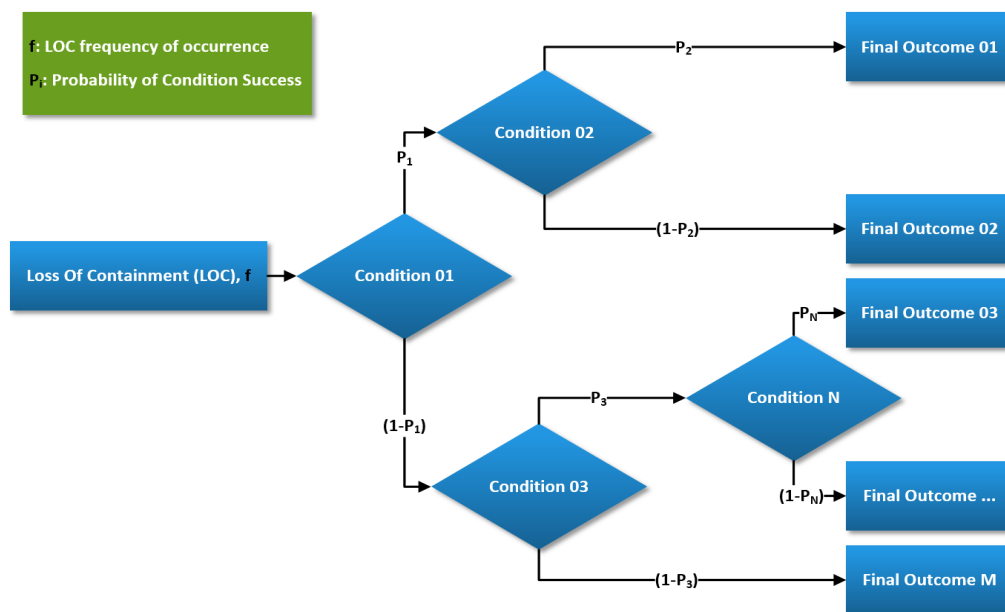 f: LOC frequency of occurrence
Pᵢ: Probability of Condition Success
P₂
Final Outcome 01
Condition 02
P₁
(1-P₂)
Final Outcome 02
Loss Of Containment (LOC), f
Condition 01
P_N
Final Outcome 03
P₃
Condition N
(1-P₁)
Condition 03
(1-P_N)
Final Outcome ...
(1-P₃)
Final Outcome M